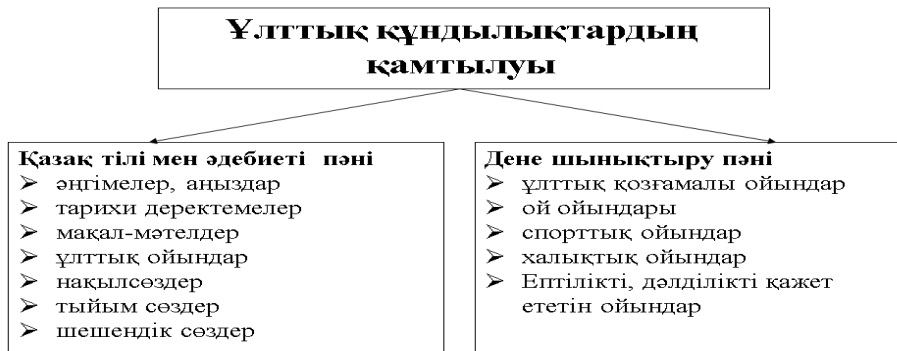 Ұлттық құндылықтардың
қамтылуы
Қазақ тілі мен әдебиеті пәні
➢ әңгімелер, аңыздар
➢ тарихи деректемелер
➢ мақал-мәтелдер
➢ ұлттық ойындар
➢ нақылсөздер
➢ тыйым сөздер
➢ шешендік сөздер
Дене шынықтыру пәні
➢ ұлттық қозғамалы ойындар
➢ ой ойындары
➢ спорттық ойындар
➢ халықтық ойындар
➢ Ептілікті, дәлділікті қажет
ететін ойындар